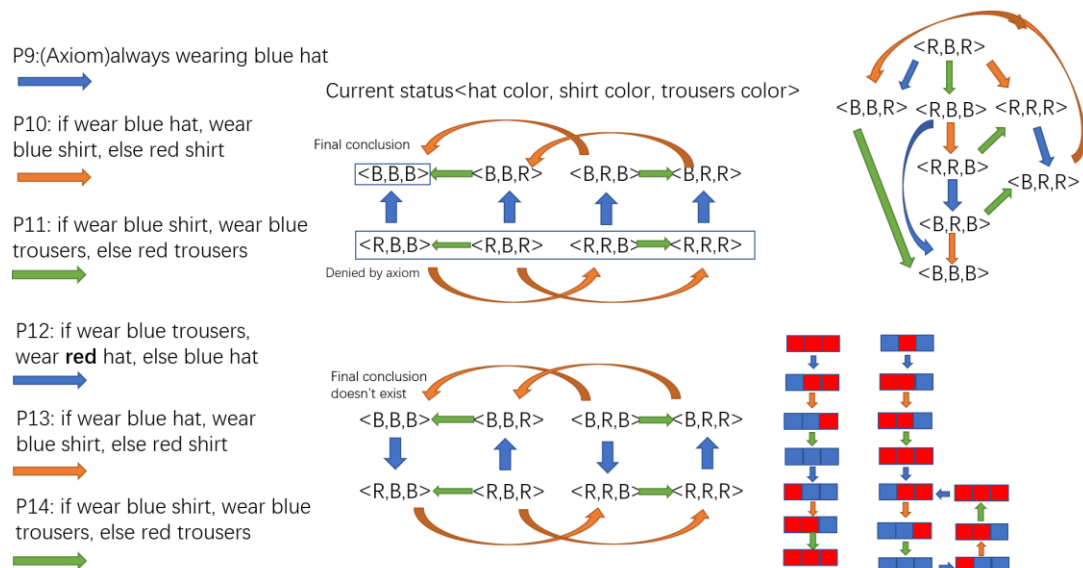 P9:(Axiom)always wearing blue hat
P10: if wear blue hat, wear
blue shirt, else red shirt
P11: if wear blue shirt, wear blue
trousers, else red trousers
P12: if wear blue trousers,
wear red hat, else blue hat
P13: if wear blue hat, wear
blue shirt, else red shirt
P14: if wear blue shirt, wear blue
trousers, else red trousers
Current status<hat color, shirt color, trousers color>
Final conclusion
<B,B,B> <B,B,R> <B,R,B> <B,R,R>
<R,B,B> <R,B,R> <R,R,B> <R,R,R>
Denied by axiom
Final conclusion
doesn't exist
<B,B,B> <B,B,R> <B,R,B> <B,R,R>
<R,B,B> <R,B,R> <R,R,B> <R,R,R>
<R,B,R>
<B,B,R> <R,B,B> <R,R,R>
<R,R,B>
<B,R,R>
<B,R,B>
<B,B,B>